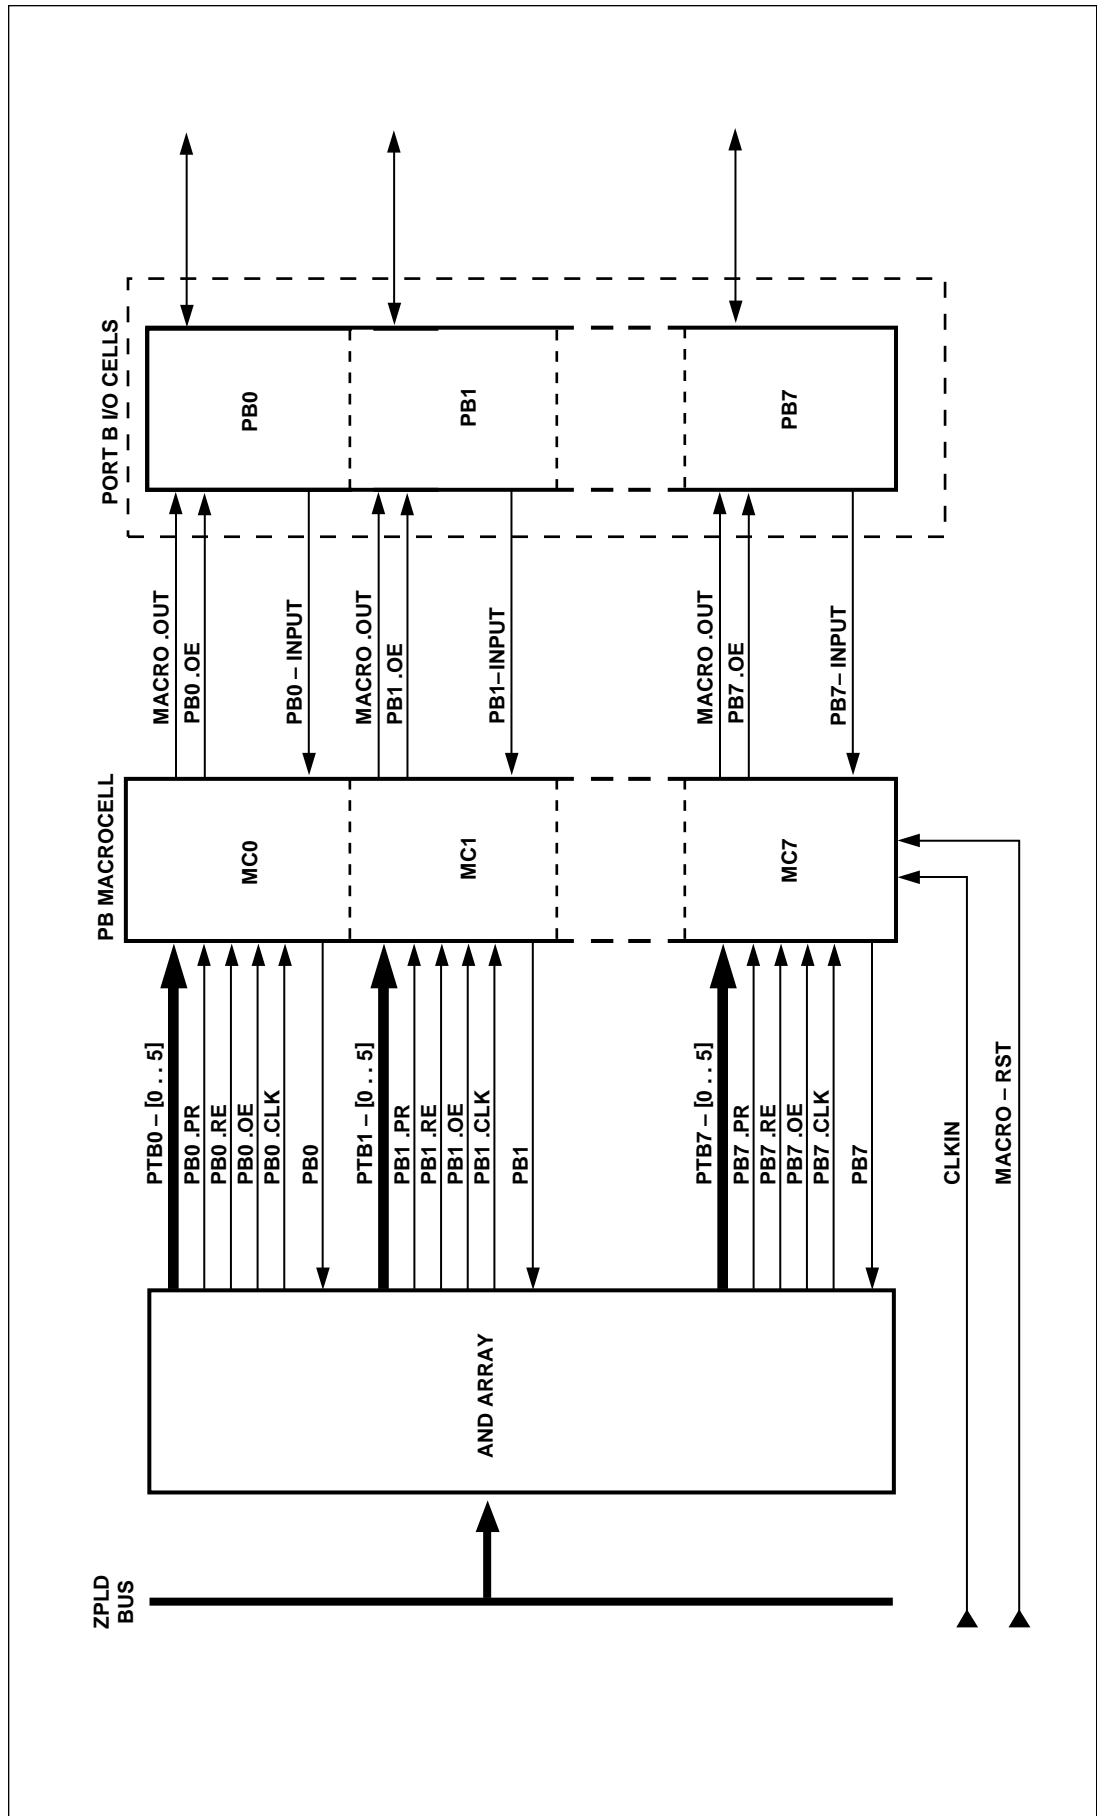 ZPLD
BUS
AND ARRAY
PTB0 – [0 . . 5]
PB0 .PR
PB0 .RE
PB0 .OE
PB0 .CLK
PB0
PTB1 – [0 . . 5]
PB1 .PR
PB1 .RE
PB1 .OE
PB1 .CLK
PB1
PTB7 – [0 . . 5]
PB7 .PR
PB7 .RE
PB7 .OE
PB7 .CLK
PB7
CLKIN
MACRO – RST
PB MACROCELL
MC0
MC1
MC7
MACRO .OUT
PB0 .OE
PB0 – INPUT
MACRO .OUT
PB1 .OE
PB1– INPUT
MACRO .OUT
PB7 .OE
PB7– INPUT
PORT B I/O CELLS
PB0
PB1
PB7